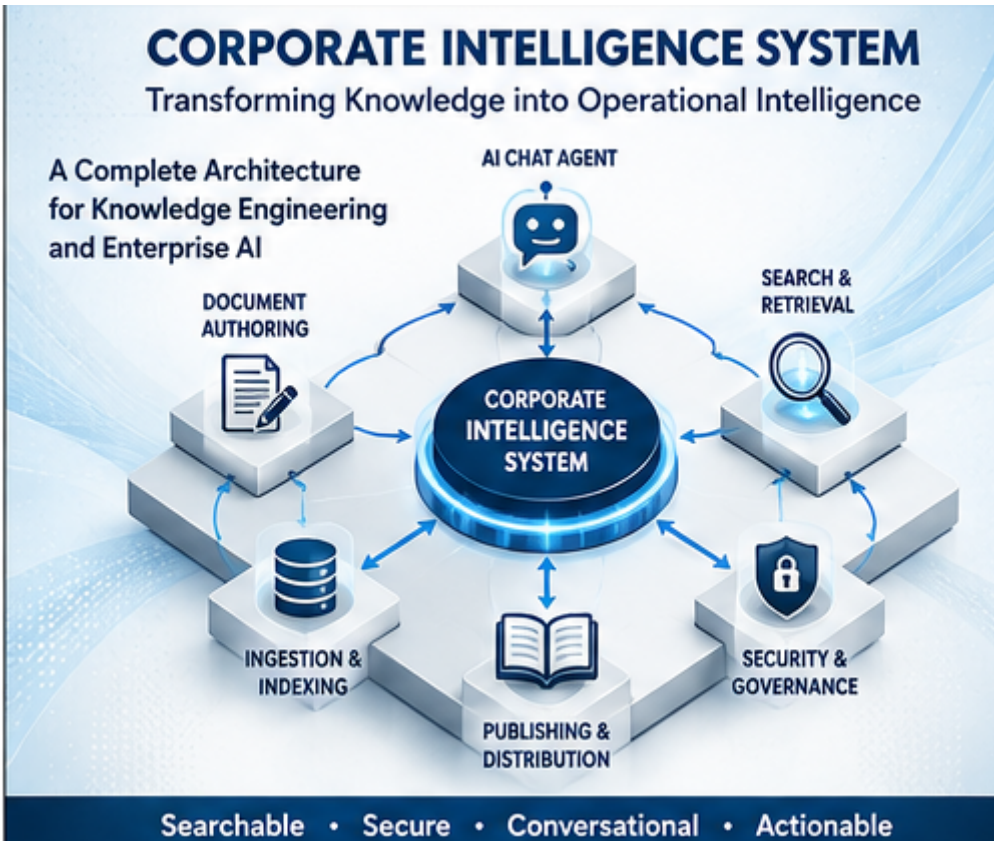 CORPORATE INTELLIGENCE SYSTEM
Transforming Knowledge into Operational Intelligence
A Complete Architecture
for Knowledge Engineering
and Enterprise AI
AI CHAT AGENT
SEARCH &
RETRIEVAL
DOCUMENT
AUTHORING
CORPORATE
INTELLIGENCE
SYSTEM
INGESTION &
INDEXING
SECURITY &
GOVERNANCE
PUBLISHING &
DISTRIBUTION
Searchable • Secure • Conversational • Actionable